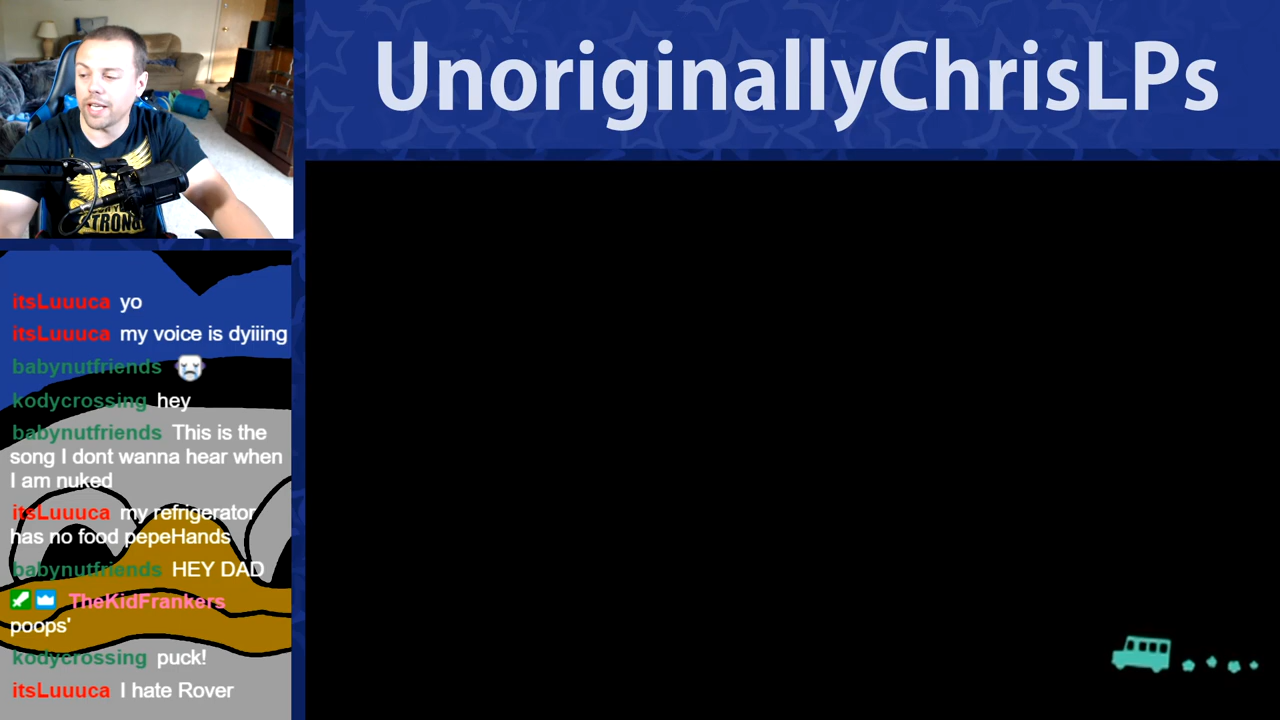 UnoriginallyChrisLPs
STRONG
itsLuuuca yo
itsLuuuca my voice is dyiiing
babynutfriends
kodycrossing hey
babynutfriends This is the
song I dont wanna hear when
I am nuked
itsLuuuca my refrigerator
has no food pepeHands
babynutfriends HEY DAD
TheKidFrankers
poops'
kodycrossing puck!
itsLuuuca I hate Rover